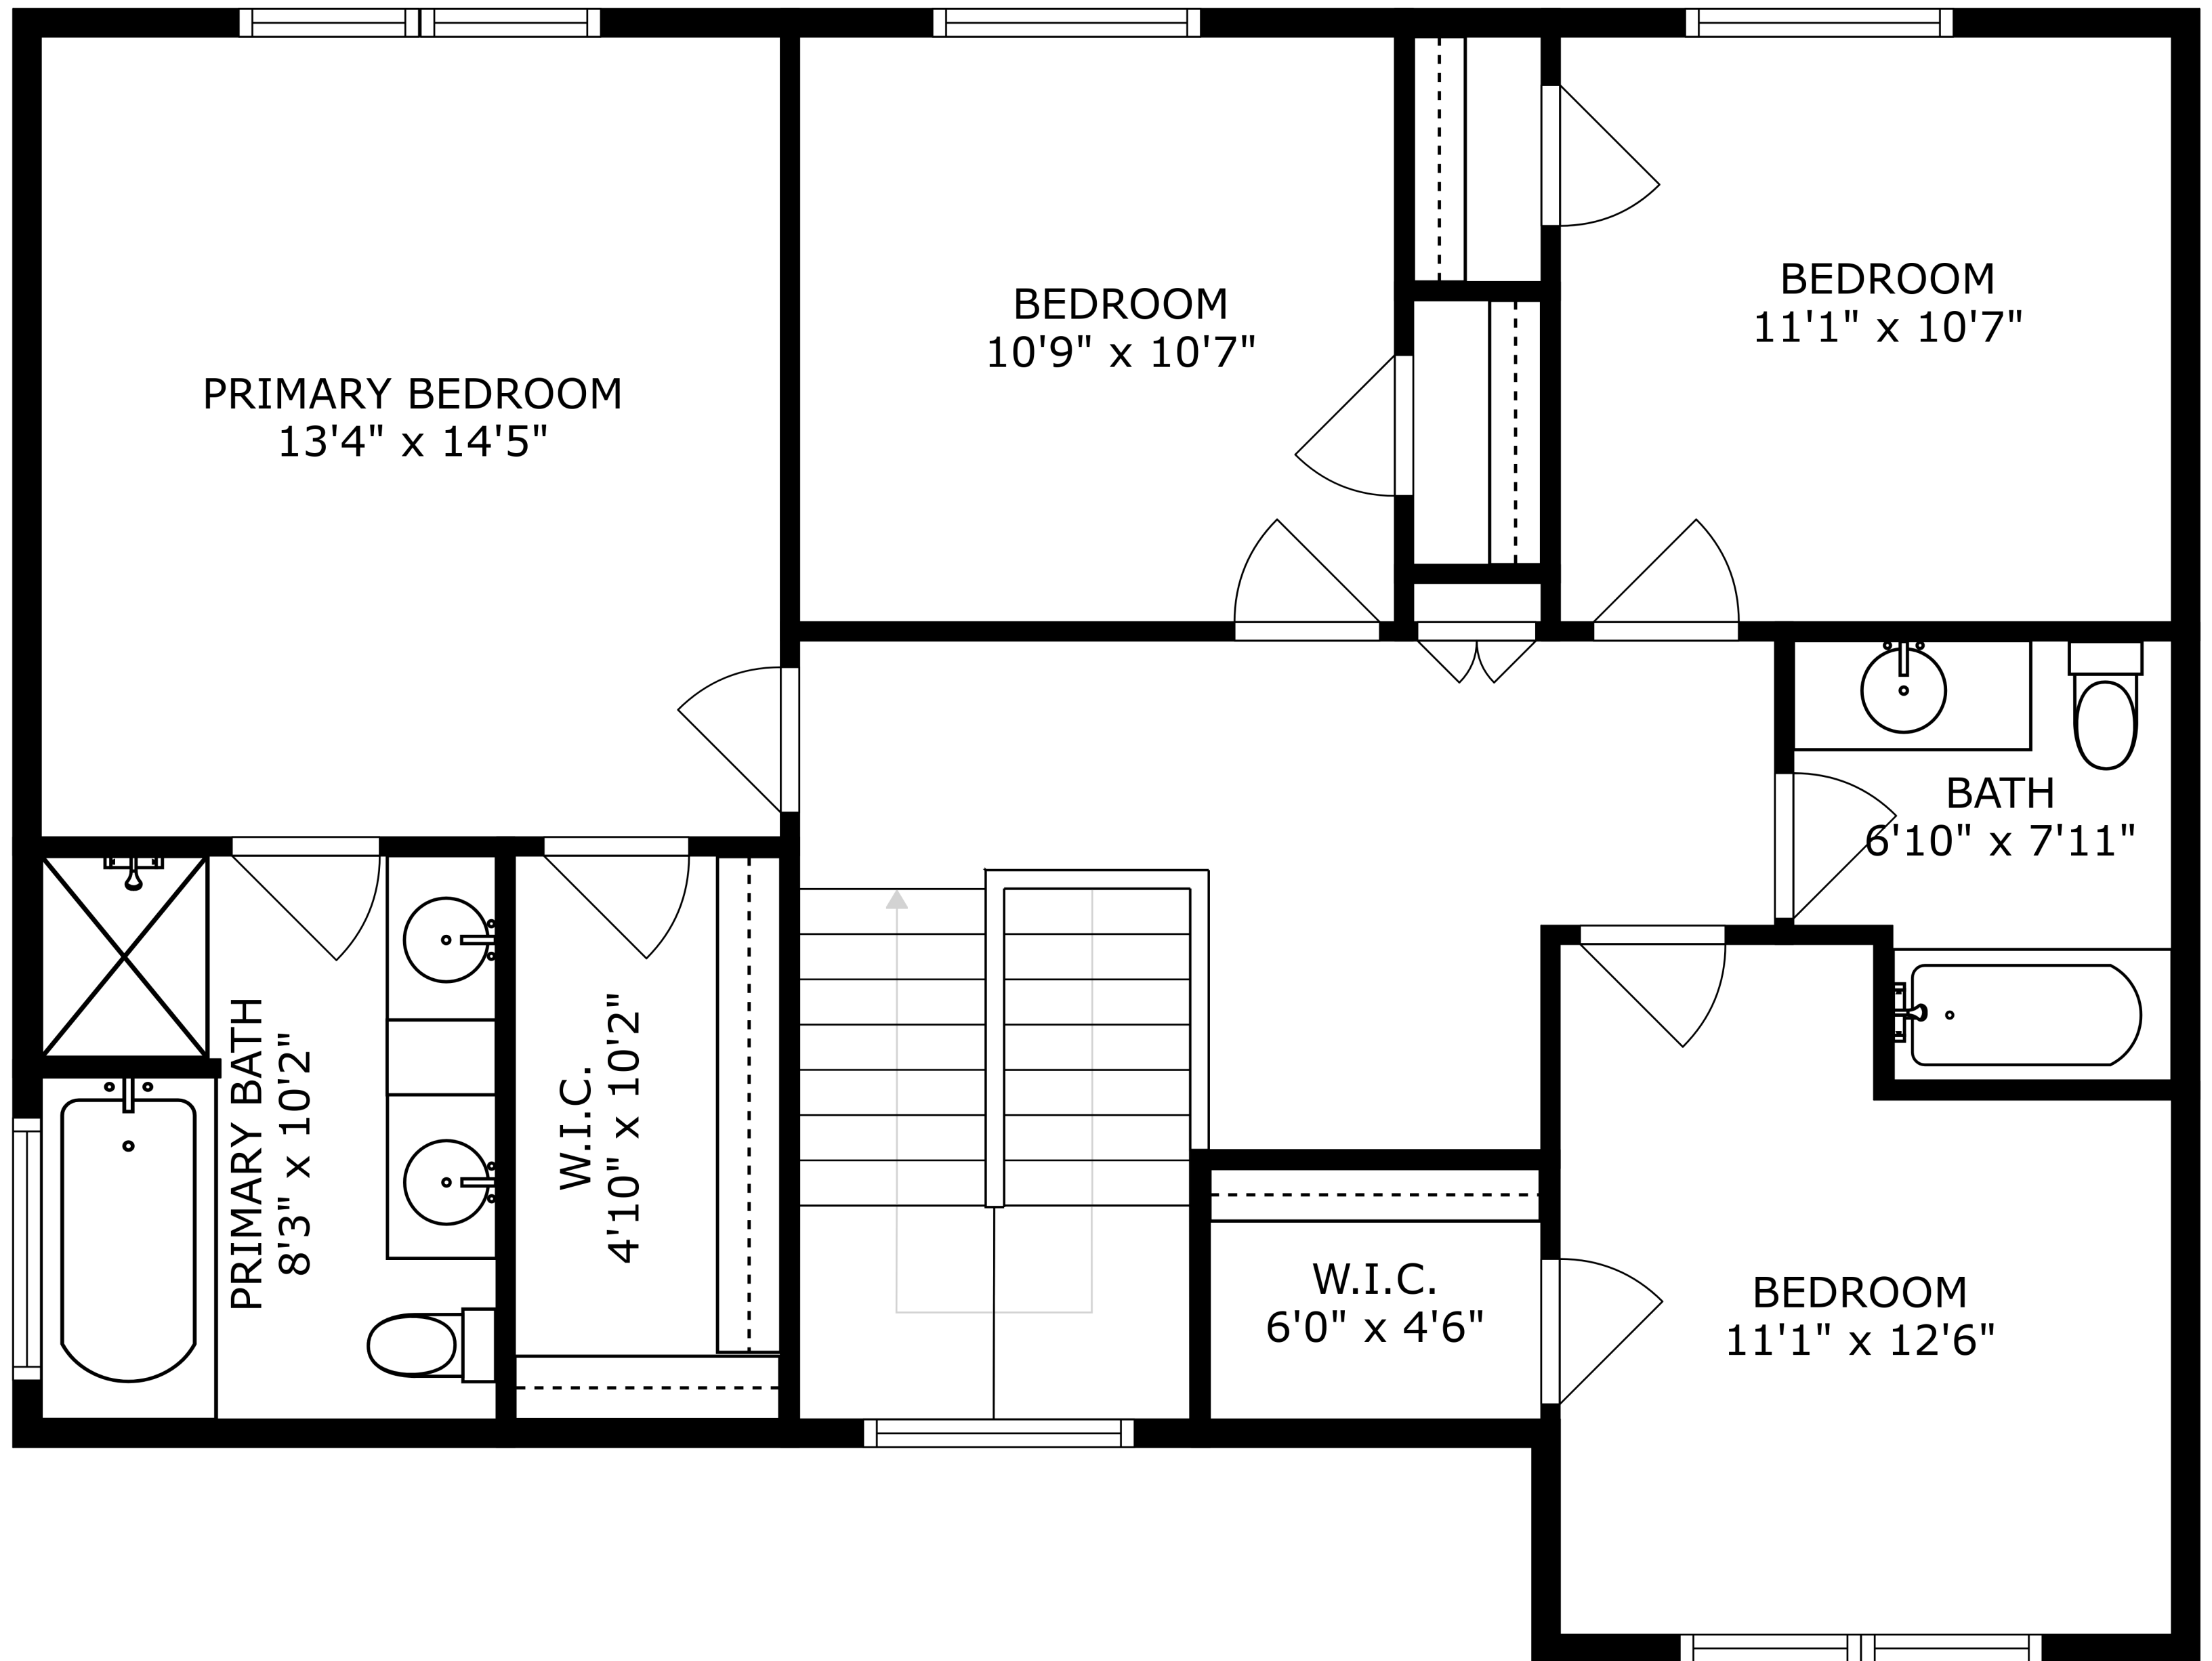 PRIMARY BEDROOM
13'4" x 14'5"
BEDROOM
10'9" x 10'7"
BEDROOM
11'1" x 10'7"
BATH
6'10" x 7'11"
PRIMARY BATH
8'3" x 10'2"
W.I.C.
4'10" x 10'2"
W.I.C.
6'0" x 4'6"
BEDROOM
11'1" x 12'6"